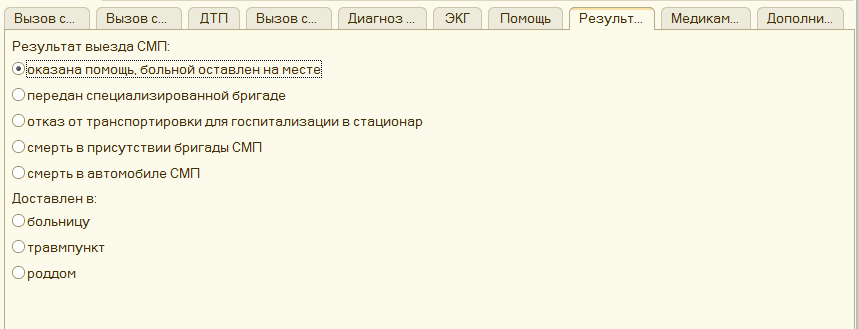 Вызов с...
Вызов с...
ДТП
Вызов с...
Диагноз ...
ЭКГ
Помощь
Результ...
Медикам...
Дополни...
Результат выезда СМП:
оказана помощь, больной оставлен на месте
передан специализированной бригаде
отказ от транспортировки для госпитализации в стационар
смерть в присутствии бригады СМП
смерть в автомобиле СМП
Доставлен в:
больницу
травмпункт
роддом